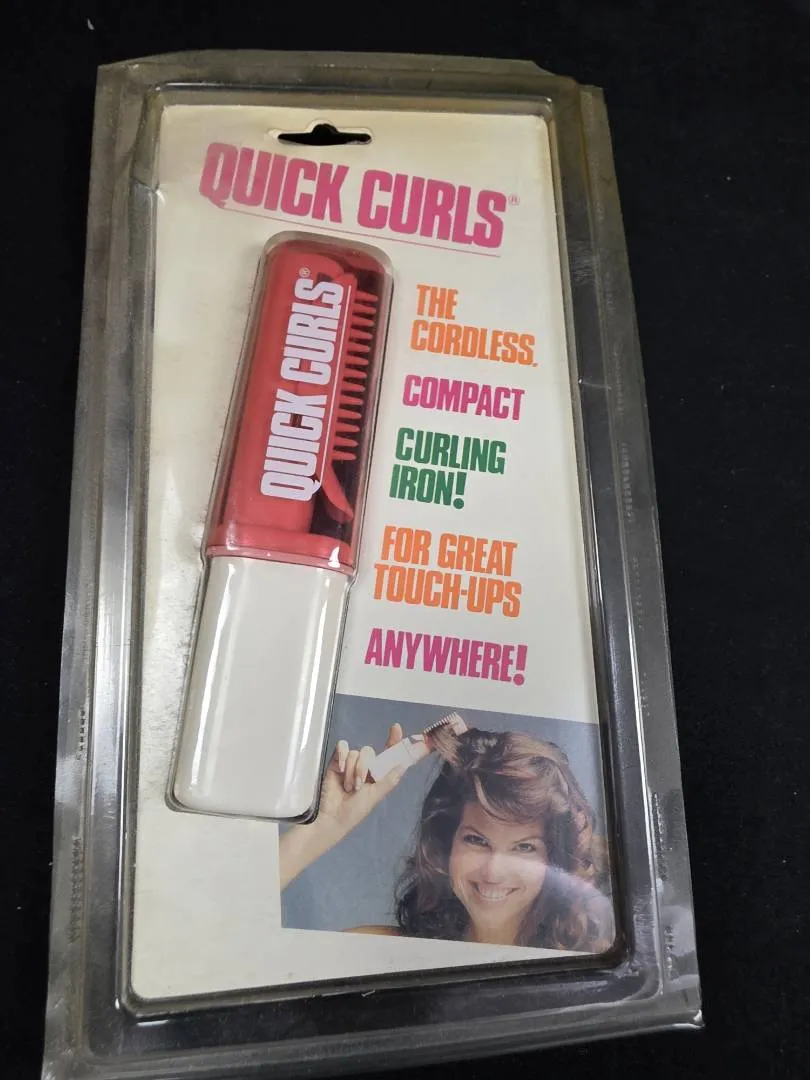 QUICK CURLS®
QUICK CURLS®
THE
CORDLESS,
COMPACT
CURLING
IRON!
FOR GREAT
TOUCH-UPS
ANYWHERE!